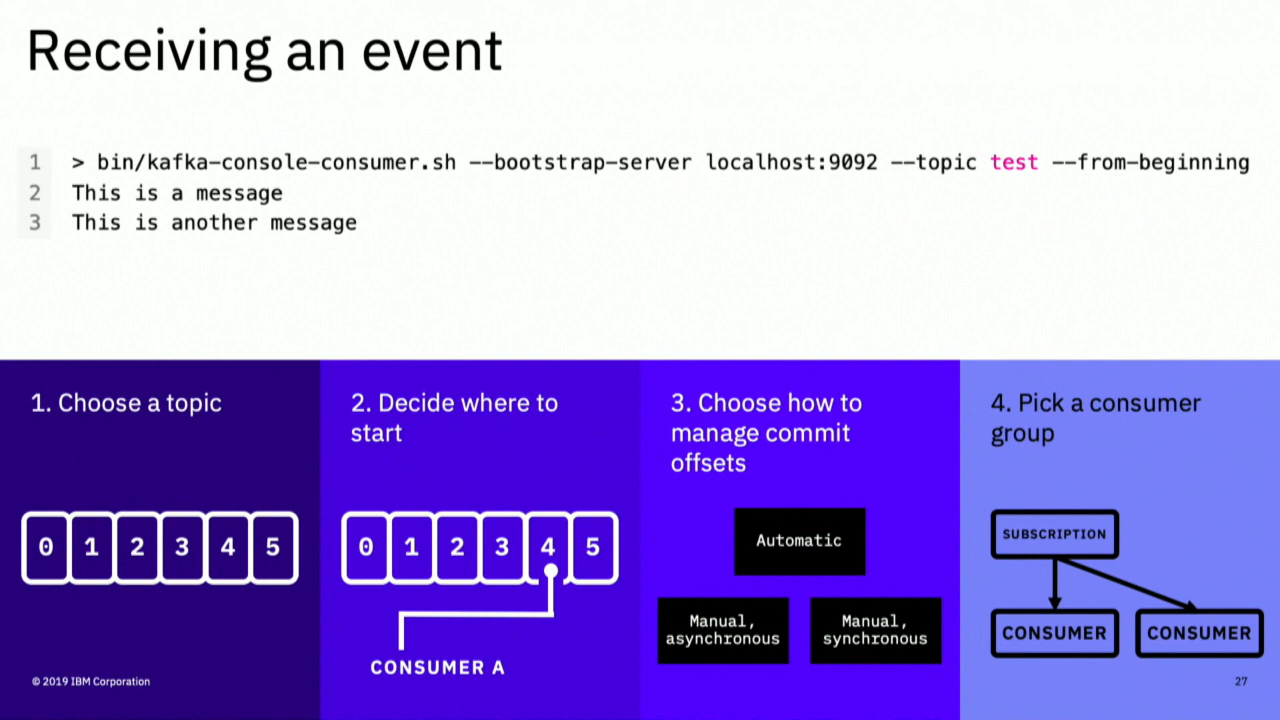 Receiving an event
1 > bin/kafka-console-consumer.sh --bootstrap-server localhost:9092 --topic test --from-beginning
2 This is a message
3 This is another message
1. Choose a topic
0 1 2 3 4 5
2. Decide where to
start
0 1 2 3 4 5
CONSUMER A
3. Choose how to
manage commit
offsets
Automatic
Manual,
asynchronous
Manual,
synchronous
4. Pick a consumer
group
SUBSCRIPTION
CONSUMER
CONSUMER
© 2019 IBM Corporation
27